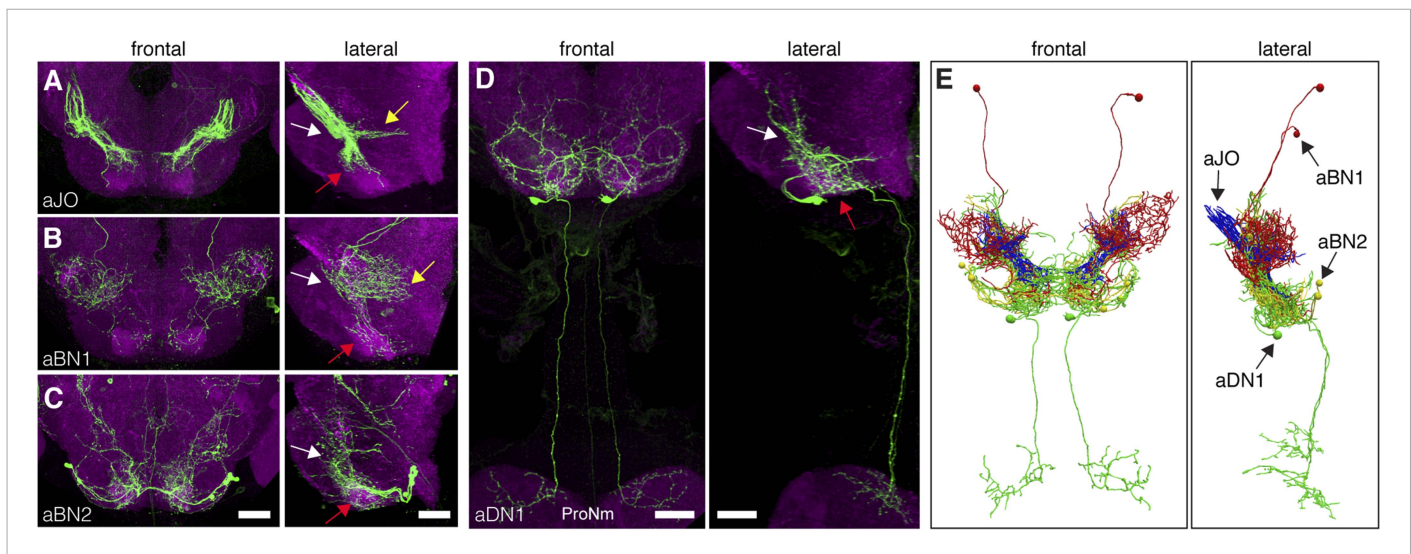 frontal
lateral
A
aJO
B
aBN1
C
aBN2
frontal
lateral
D
aDN1
ProNm
frontal
lateral
E
aJO
aBN1
aBN2
aDN1